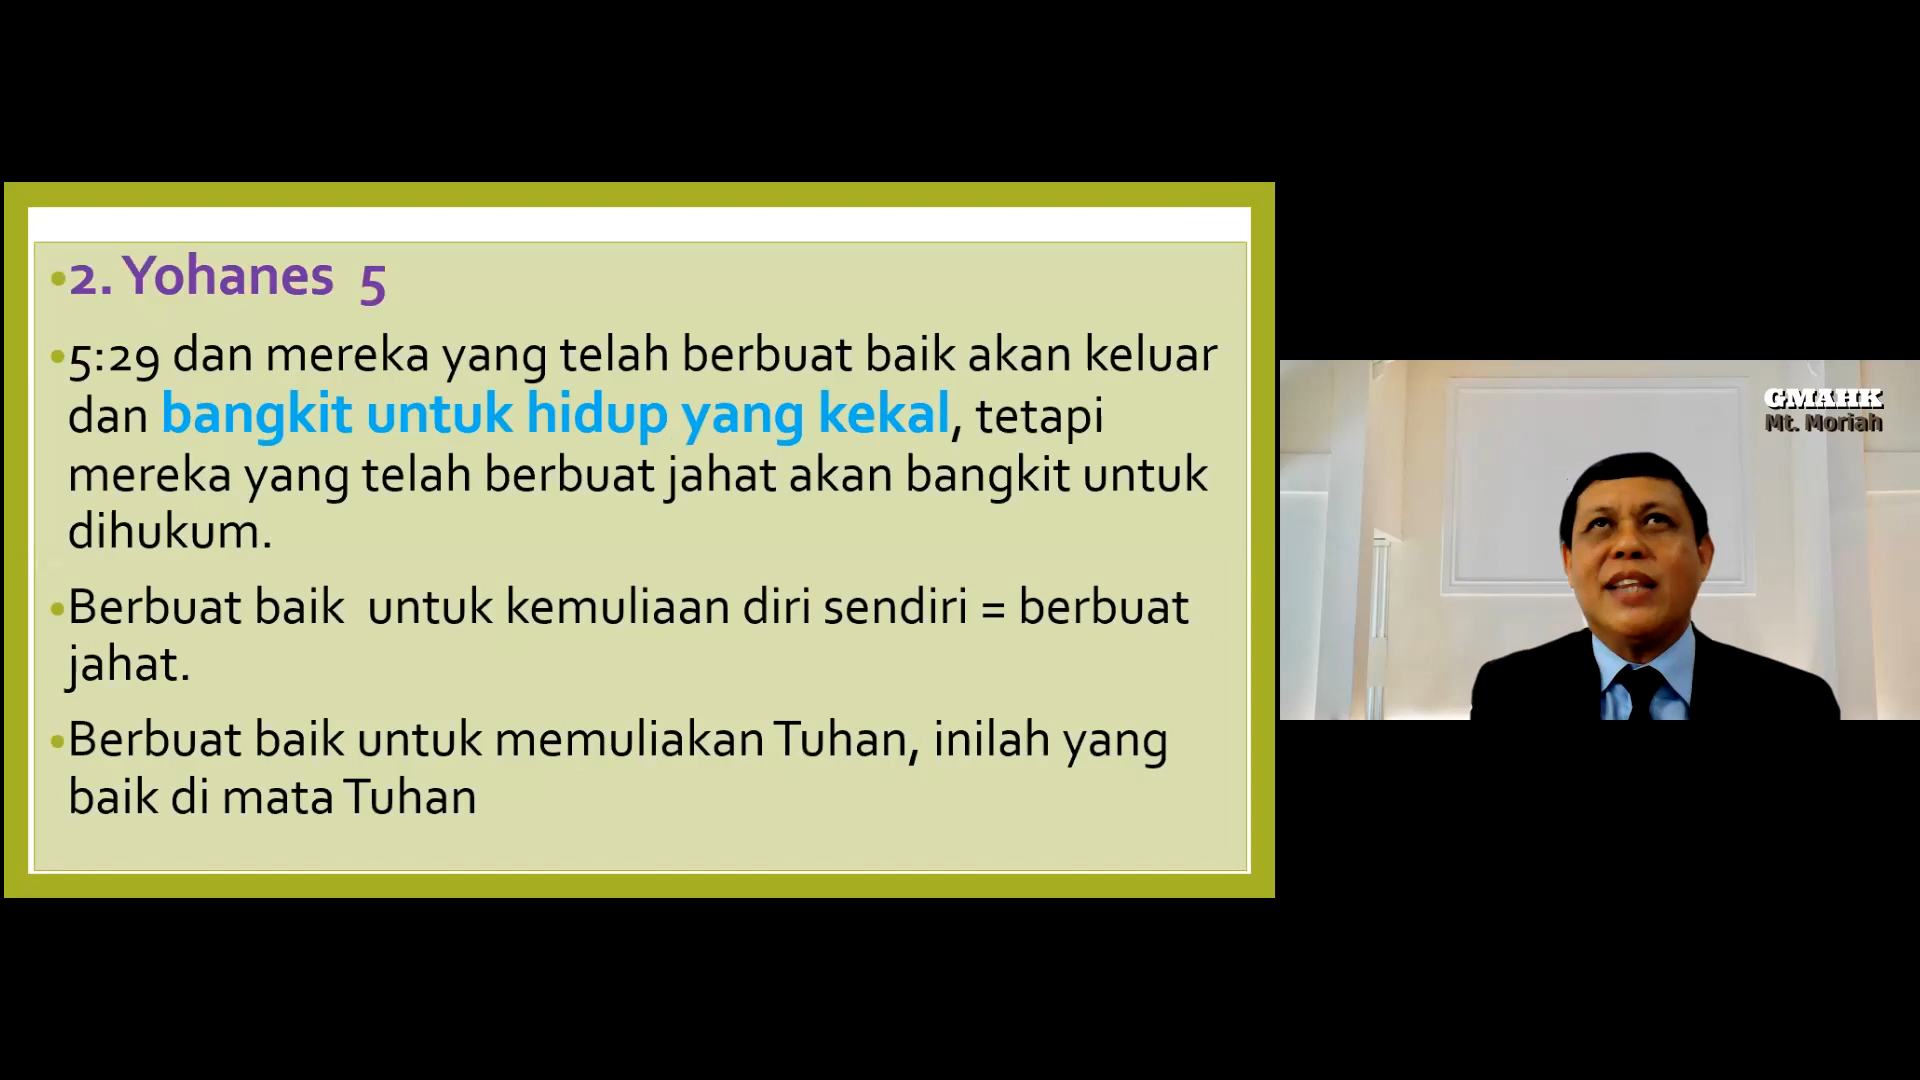 •2. Yohanes 5
•5:29 dan mereka yang telah berbuat baik akan keluar
dan bangkit untuk hidup yang kekal, tetapi
mereka yang telah berbuat jahat akan bangkit untuk
dihukum.
•Berbuat baik untuk kemuliaan diri sendiri = berbuat
jahat.
•Berbuat baik untuk memuliakan Tuhan, inilah yang
baik di mata Tuhan
GMAHK
Mt. Moriah